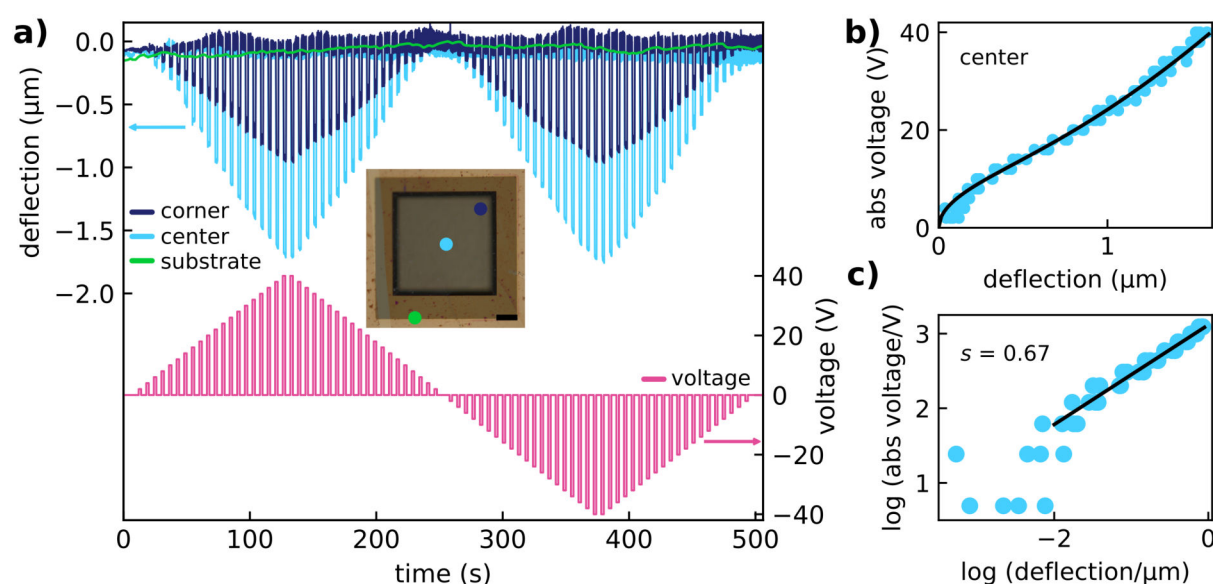 a)
0.0
−0.5
−1.0
−1.5
−2.0
deflection (μm)
corner
center
substrate
voltage
40
20
0
−20
−40
voltage (V)
0
100
200
300
400
500
time (s)
b)
center
40
20
0
abs voltage (V)
0
1
deflection (μm)
c)
s = 0.67
3
2
1
log (abs voltage/V)
−2
0
log (deflection/μm)